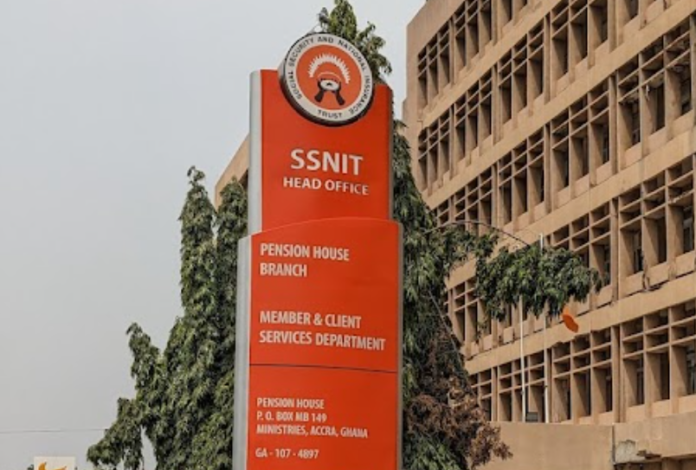 SOCIAL SECURITY AND NATIONAL INSURANCE
TRUST
SSNIT
HEAD OFFICE
PENSION HOUSE
BRANCH
MEMBER & CLIENT
SERVICES DEPARTMENT
PENSION HOUSE
P. O. BOX MB 149
MINISTRIES, ACCRA, GHANA
GA - 107 - 4897